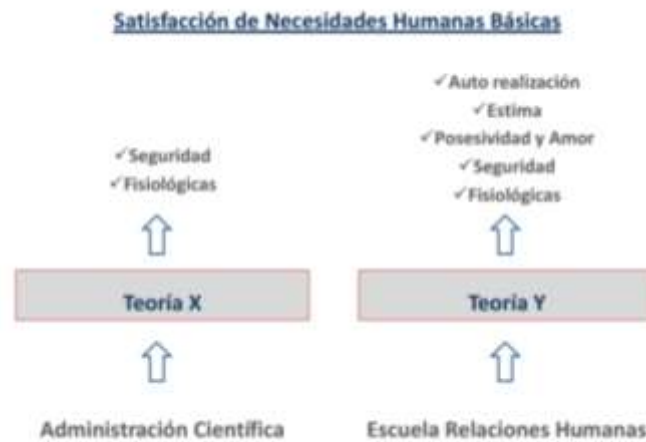 Satisfacción de Necesidades Humanas Básicas
✓Seguridad
✓Fisiológicas
✓Auto realización
✓Estima
✓Posesividad y Amor
✓Seguridad
✓Fisiológicas
Teoría X
Teoría Y
Administración Científica
Escuela Relaciones Humanas